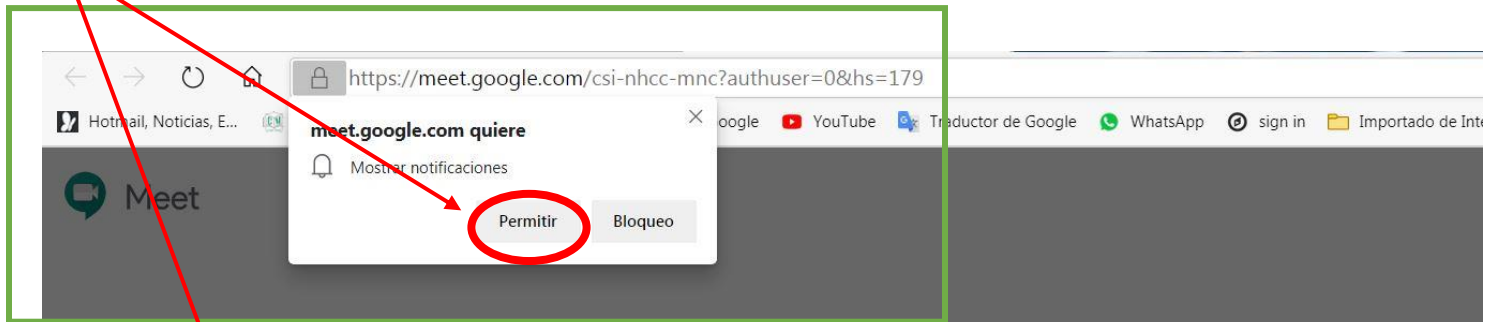 https://meet.google.com/csi-nhcc-mnc?authuser=0&hs=179
Hotmail, Noticias, E... oogle YouTube Traductor de Google WhatsApp sign in Importado de Inte
meet.google.com quiere
Mostrar notificaciones
Meet
Permitir Bloqueo